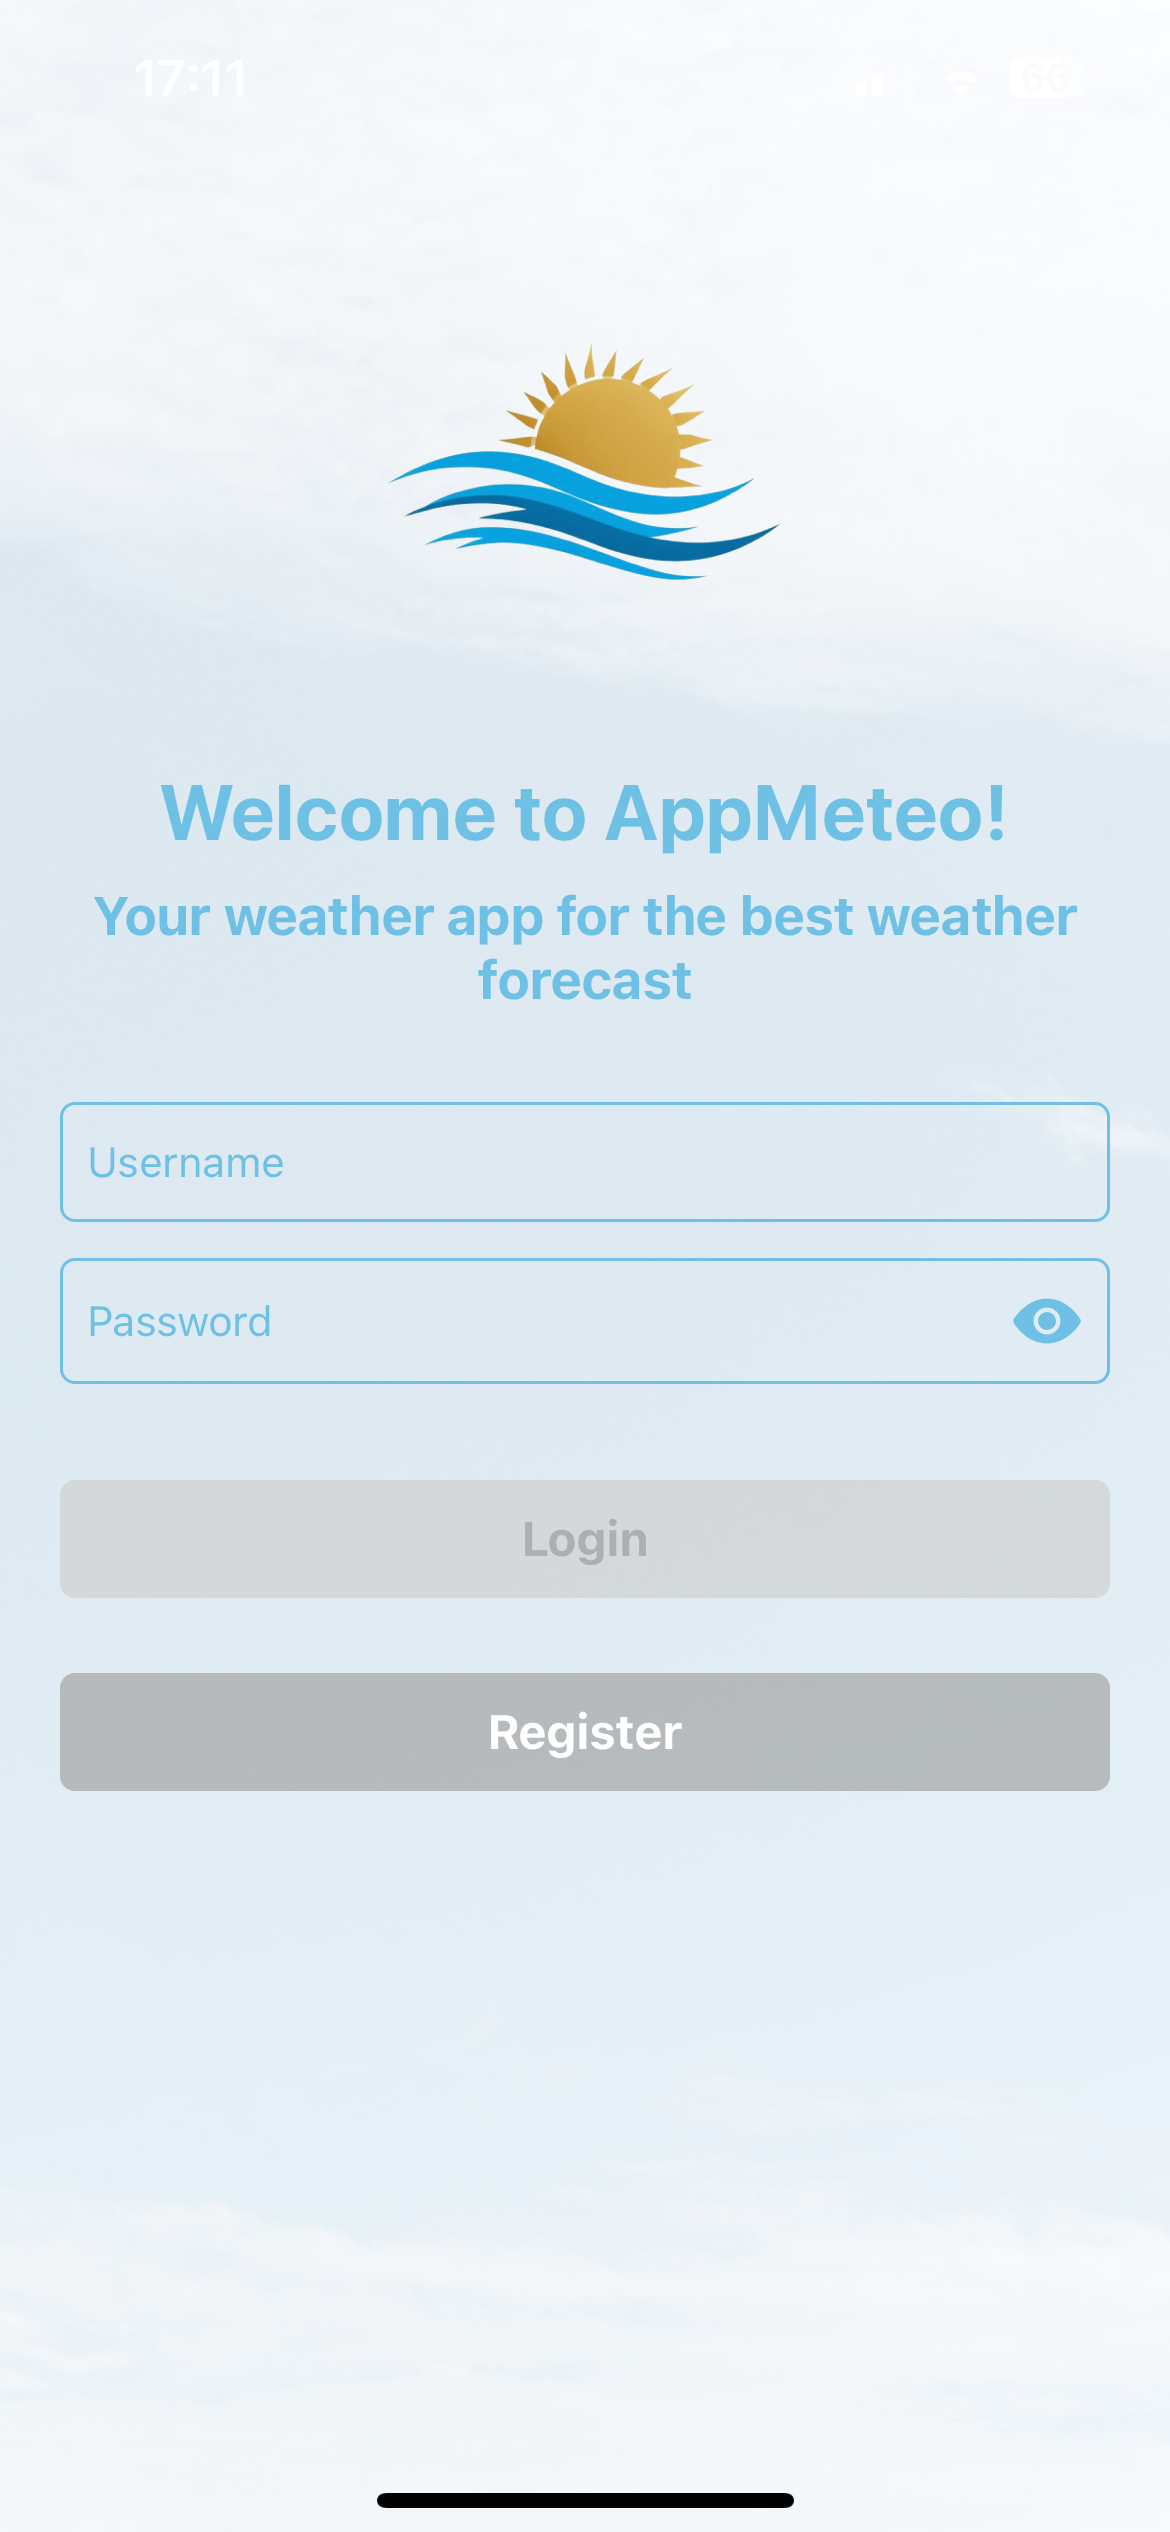 17:11
66
Welcome to AppMeteo!
Your weather app for the best weather
forecast
Username
Password
Login
Register